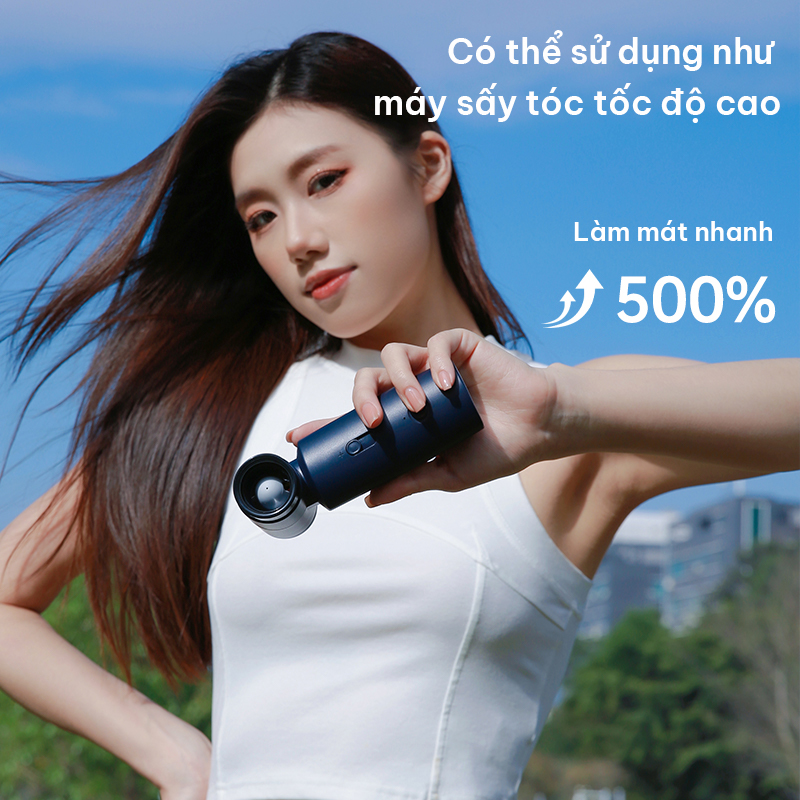 Có thể sử dụng như
máy sấy tóc tốc độ cao
Làm mát nhanh
500%